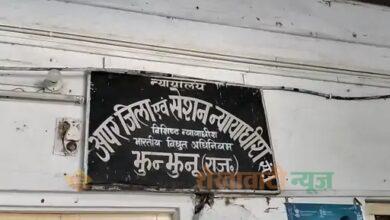 न्यायालय
अपर जिला एवं सेशन न्यायाधीश
विशिष्ट न्यायाधीश
भारतीय विधुत अधिनियम
झुन्झुनू (राज.)
शेखावाटी न्यूज